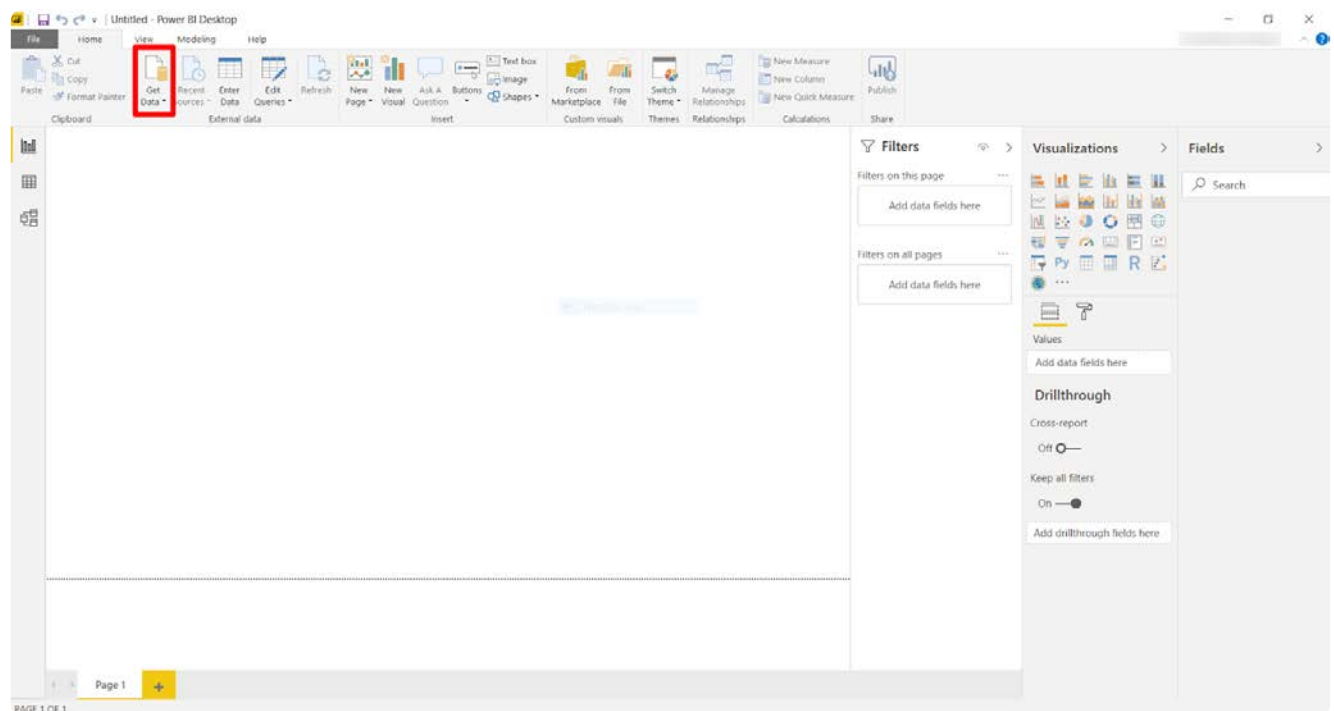 Untitled - Power BI Desktop
File Home View Modeling Help
Paste
Cut
Copy
Format Painter
Clipboard
Get Data
Recent Sources
Enter Data
Edit Queries
Refresh
External data
New Page
New Visual
Ask A Question
Buttons
Text box
Image
Shapes
Insert
From Marketplace
From File
Custom visuals
Switch Theme
Themes
Manage Relationships
Relationships
New Measure
New Column
New Quick Measure
Calculations
Publish
Share
Filters
Filters on this page
Add data fields here
Filters on all pages
Add data fields here
Visualizations
Py
R
Values
Add data fields here
Drillthrough
Cross-report
Off
Keep all filters
On
Add drillthrough fields here
Fields
Search
Page 1
PAGE 1 OF 1